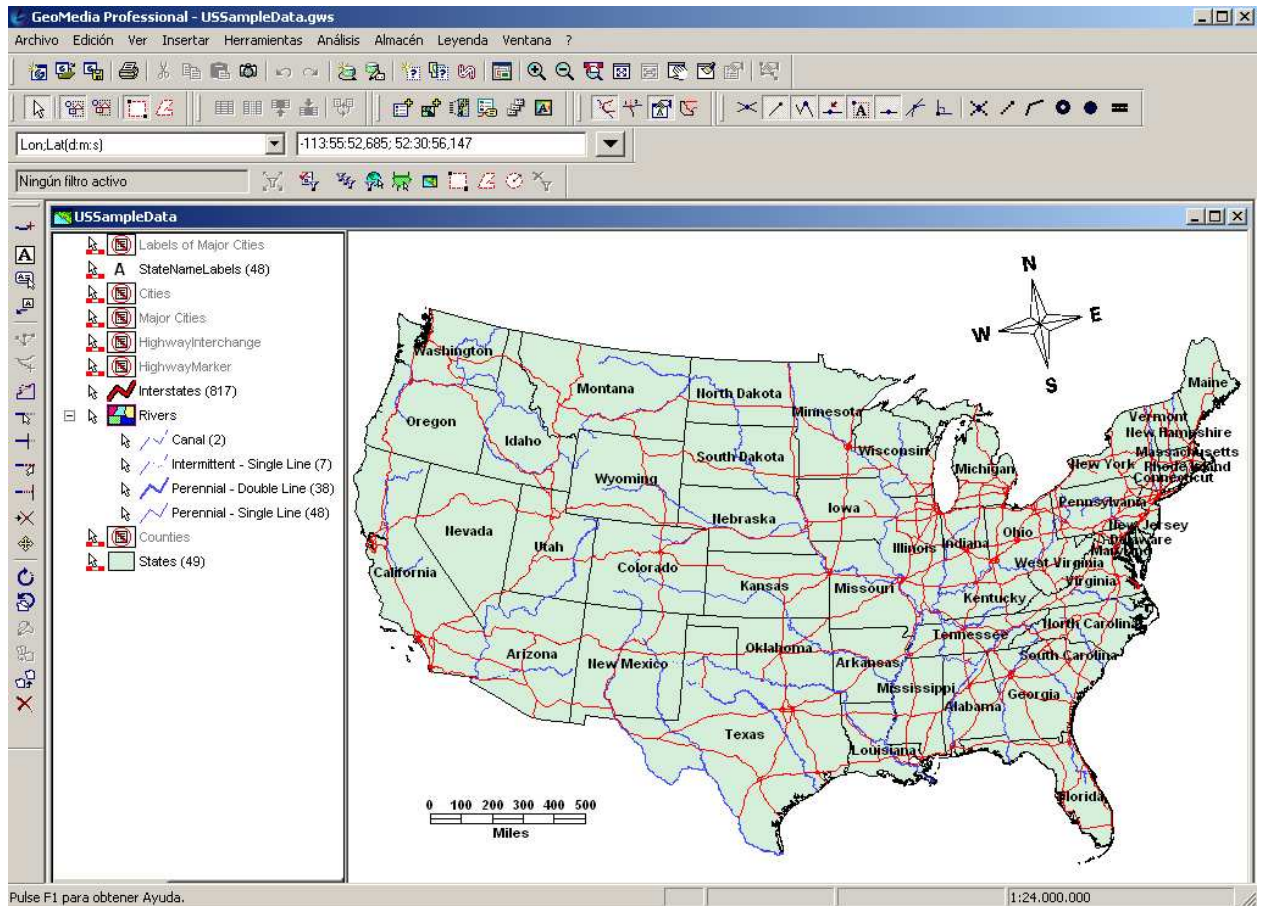 GeoMedia Professional - USSampleData.gws
Archivo Edición Ver Insertar Herramientas Análisis Almacén Leyenda Ventana ?
Lon;Lat(d:m:s)
-113:55:52,685; 52:30:56,147
Ningún filtro activo
USSampleData
Labels of Major Cities
A StateNameLabels (48)
Cities
Major Cities
HighwayInterchange
HighwayMarker
Interstates (817)
Rivers
Canal (2)
Intermittent - Single Line (7)
Perennial - Double Line (38)
Perennial - Single Line (48)
Counties
States (49)
N
E
W
S
Washington
Montana
North Dakota
Minnesota
Maine
Vermont
New Hampshire
Oregon
Idaho
South Dakota
Wisconsin
Michigan
New York
Massachusetts
Rhode Island
Connecticut
Wyoming
Nebraska
Iowa
Pennsylvania
New Jersey
Delaware
Maryland
Nevada
Utah
Colorado
Illinois
Indiana
Ohio
West Virginia
Virginia
California
Kansas
Missouri
Kentucky
North Carolina
Tennessee
South Carolina
Arizona
New Mexico
Oklahoma
Arkansas
Mississippi
Alabama
Georgia
Texas
Louisiana
Florida
0 100 200 300 400 500
Miles
Pulse F1 para obtener Ayuda.
1:24.000.000